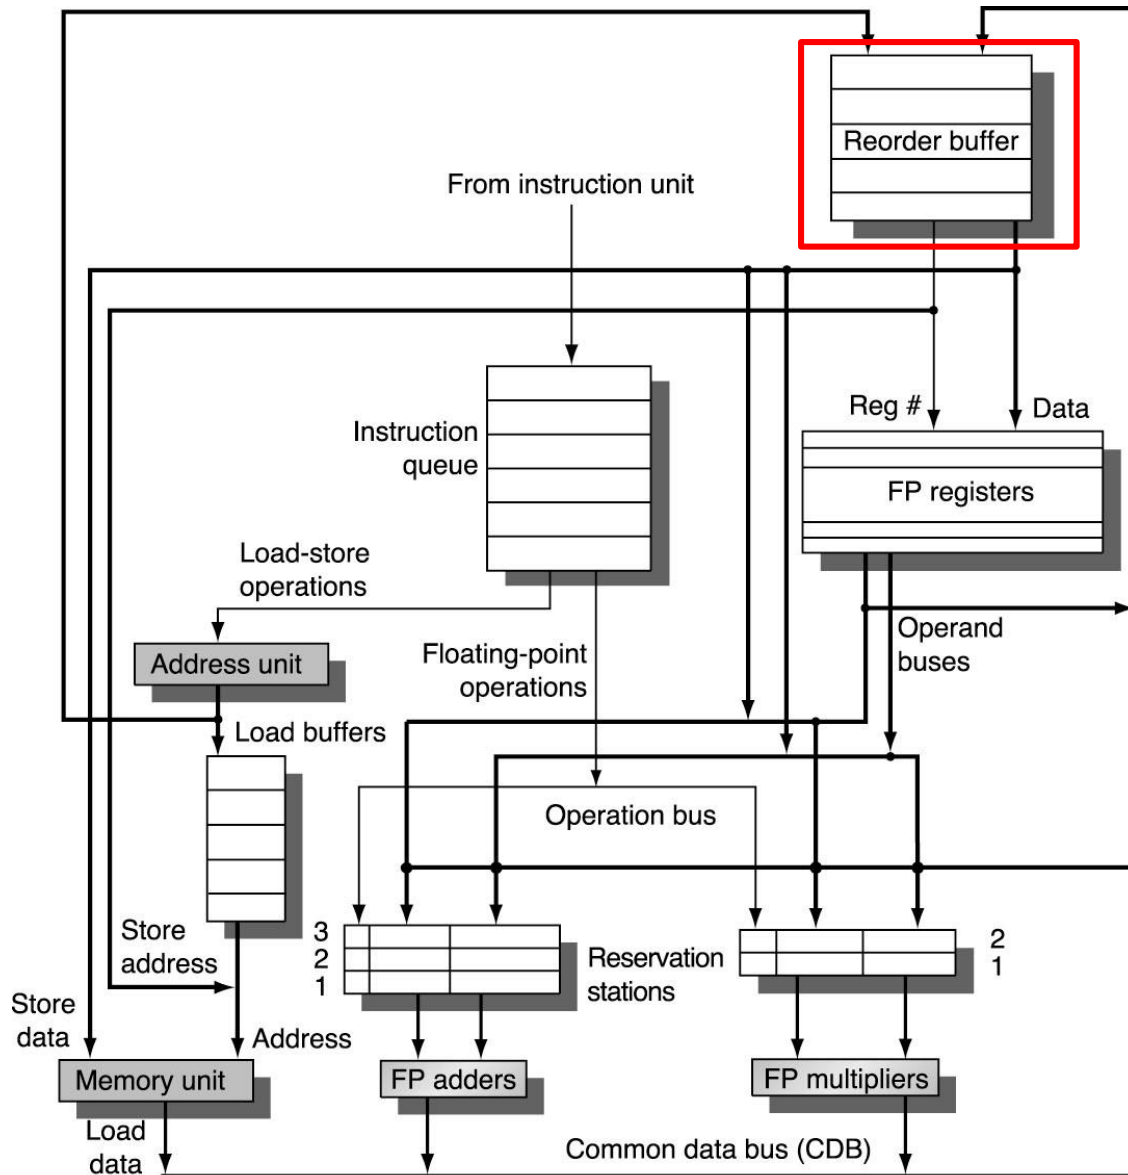 Reorder buffer
From instruction unit
Reg #
Data
Instruction
queue
FP registers
Load-store
operations
Operand
buses
Address unit
Floating-point
operations
Load buffers
Operation bus
3
2
1
Reservation
stations
2
1
Store
address
Store
data
Address
Memory unit
FP adders
FP multipliers
Load
data
Common data bus (CDB)